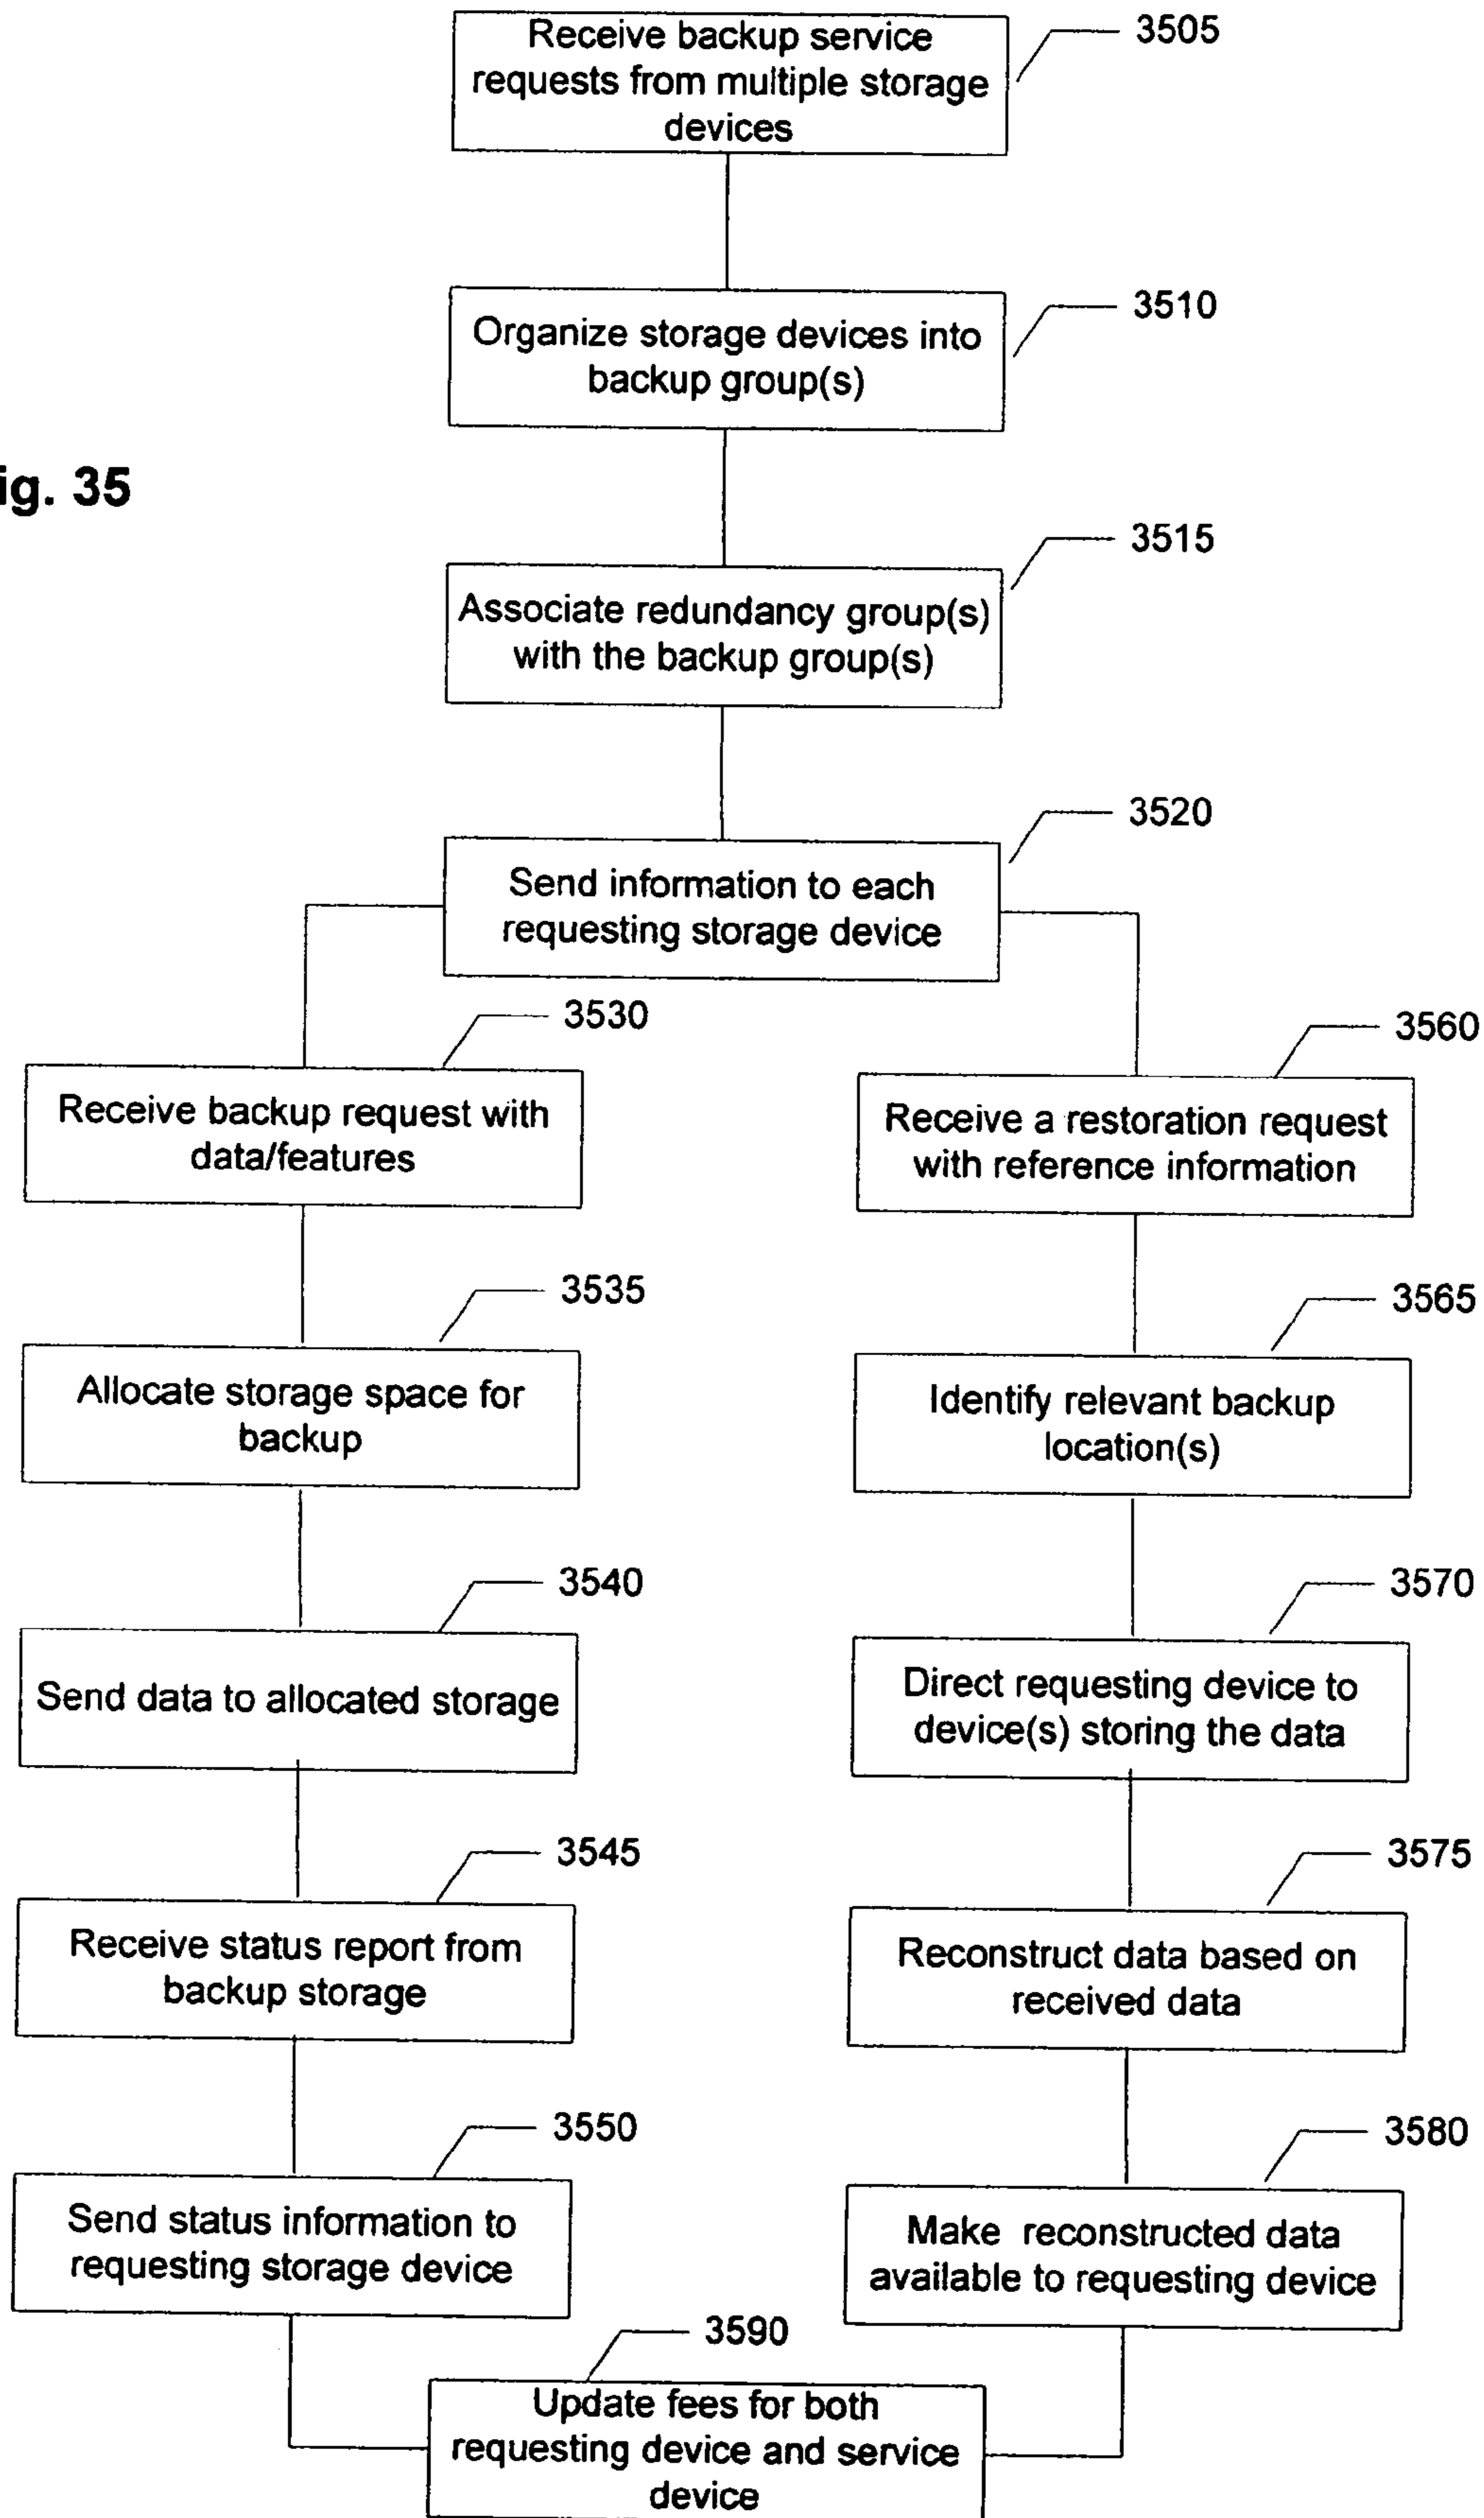 Receive backup service
requests from multiple storage
devices
3505
Organize storage devices into
backup group(s)
3510
ig. 35
Associate redundancy group(s)
with the backup group(s)
3515
Send information to each
requesting storage device
3520
Receive backup request with
data/features
3530
Allocate storage space for
backup
3535
Send data to allocated storage
3540
Receive status report from
backup storage
3545
Send status information to
requesting storage device
3550
Receive a restoration request
with reference information
3560
Identify relevant backup
location(s)
3565
Direct requesting device to
device(s) storing the data
3570
Reconstruct data based on
received data
3575
Make reconstructed data
available to requesting device
3580
Update fees for both
requesting device and service
device
3590